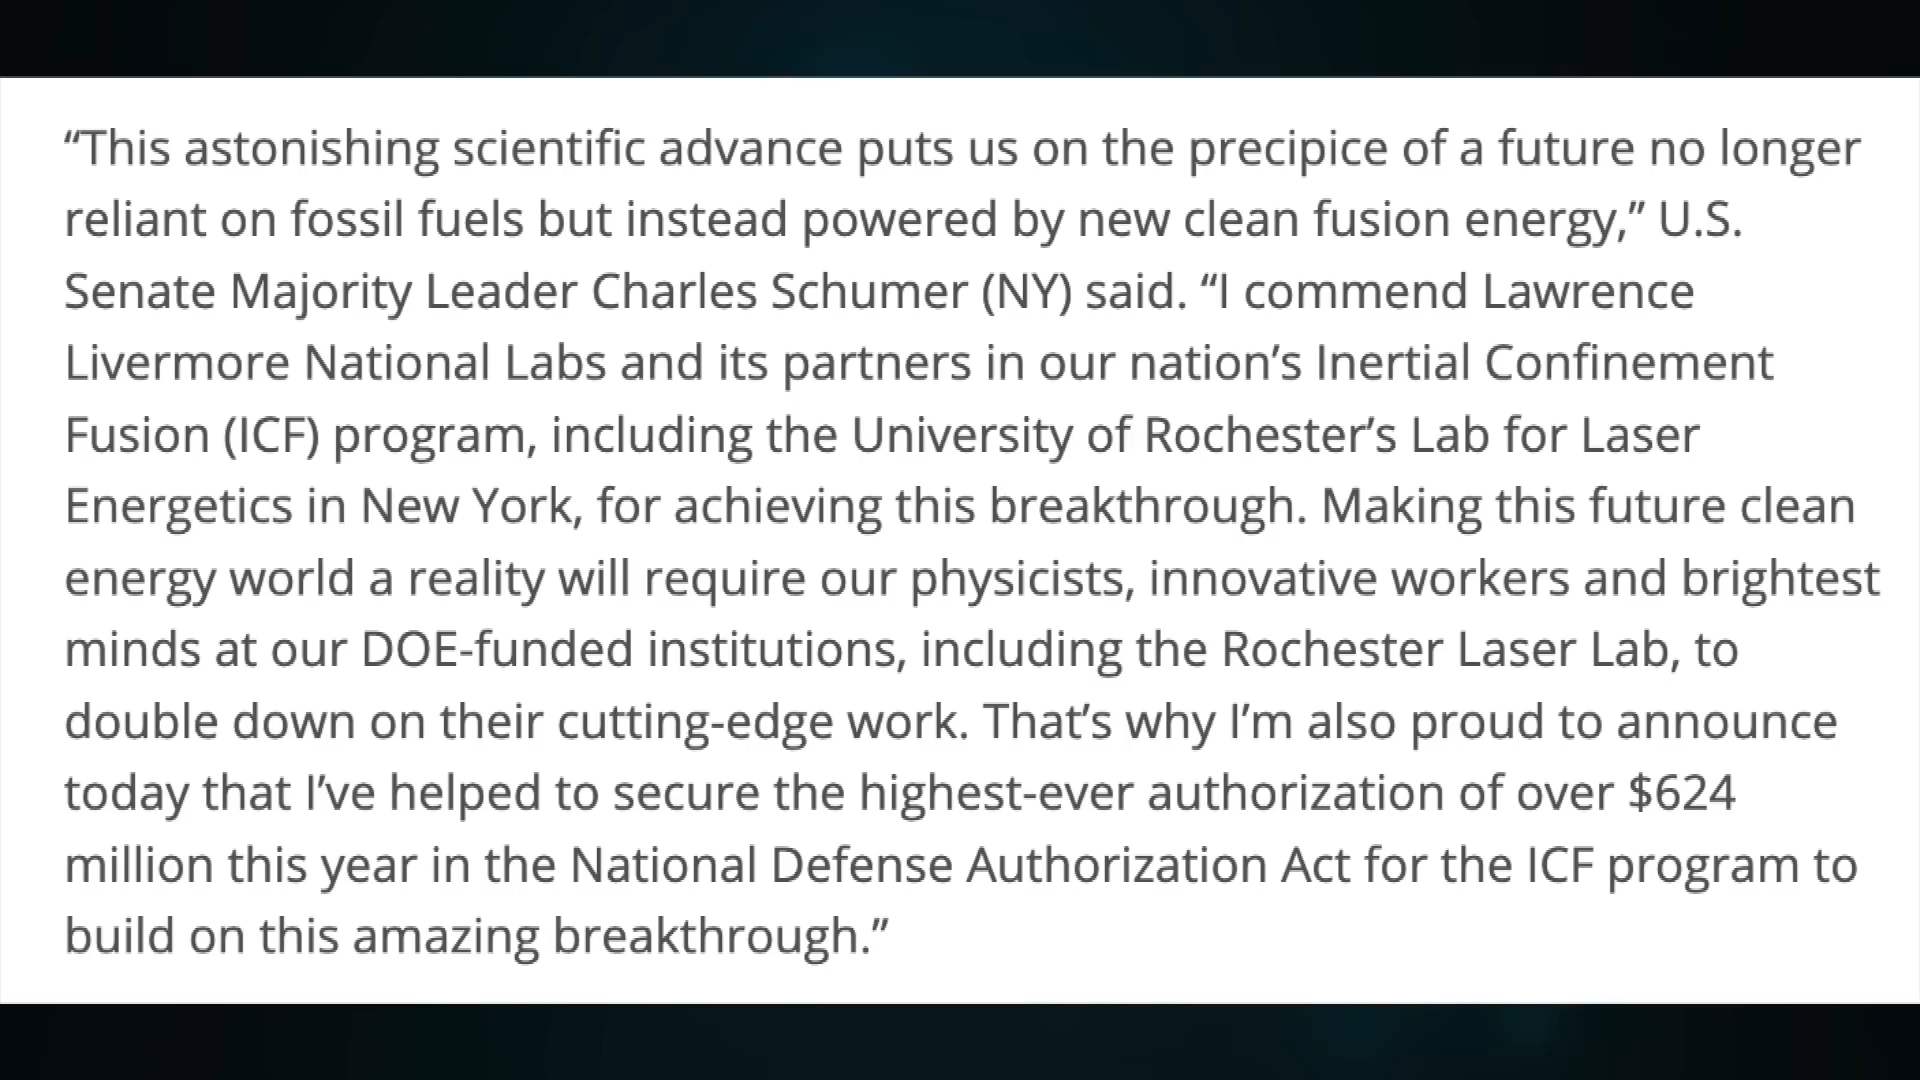 “This astonishing scientific advance puts us on the precipice of a future no longer
reliant on fossil fuels but instead powered by new clean fusion energy,” U.S.
Senate Majority Leader Charles Schumer (NY) said. “I commend Lawrence
Livermore National Labs and its partners in our nation’s Inertial Confinement
Fusion (ICF) program, including the University of Rochester’s Lab for Laser
Energetics in New York, for achieving this breakthrough. Making this future clean
energy world a reality will require our physicists, innovative workers and brightest
minds at our DOE-funded institutions, including the Rochester Laser Lab, to
double down on their cutting-edge work. That’s why I’m also proud to announce
today that I’ve helped to secure the highest-ever authorization of over $624
million this year in the National Defense Authorization Act for the ICF program to
build on this amazing breakthrough.”